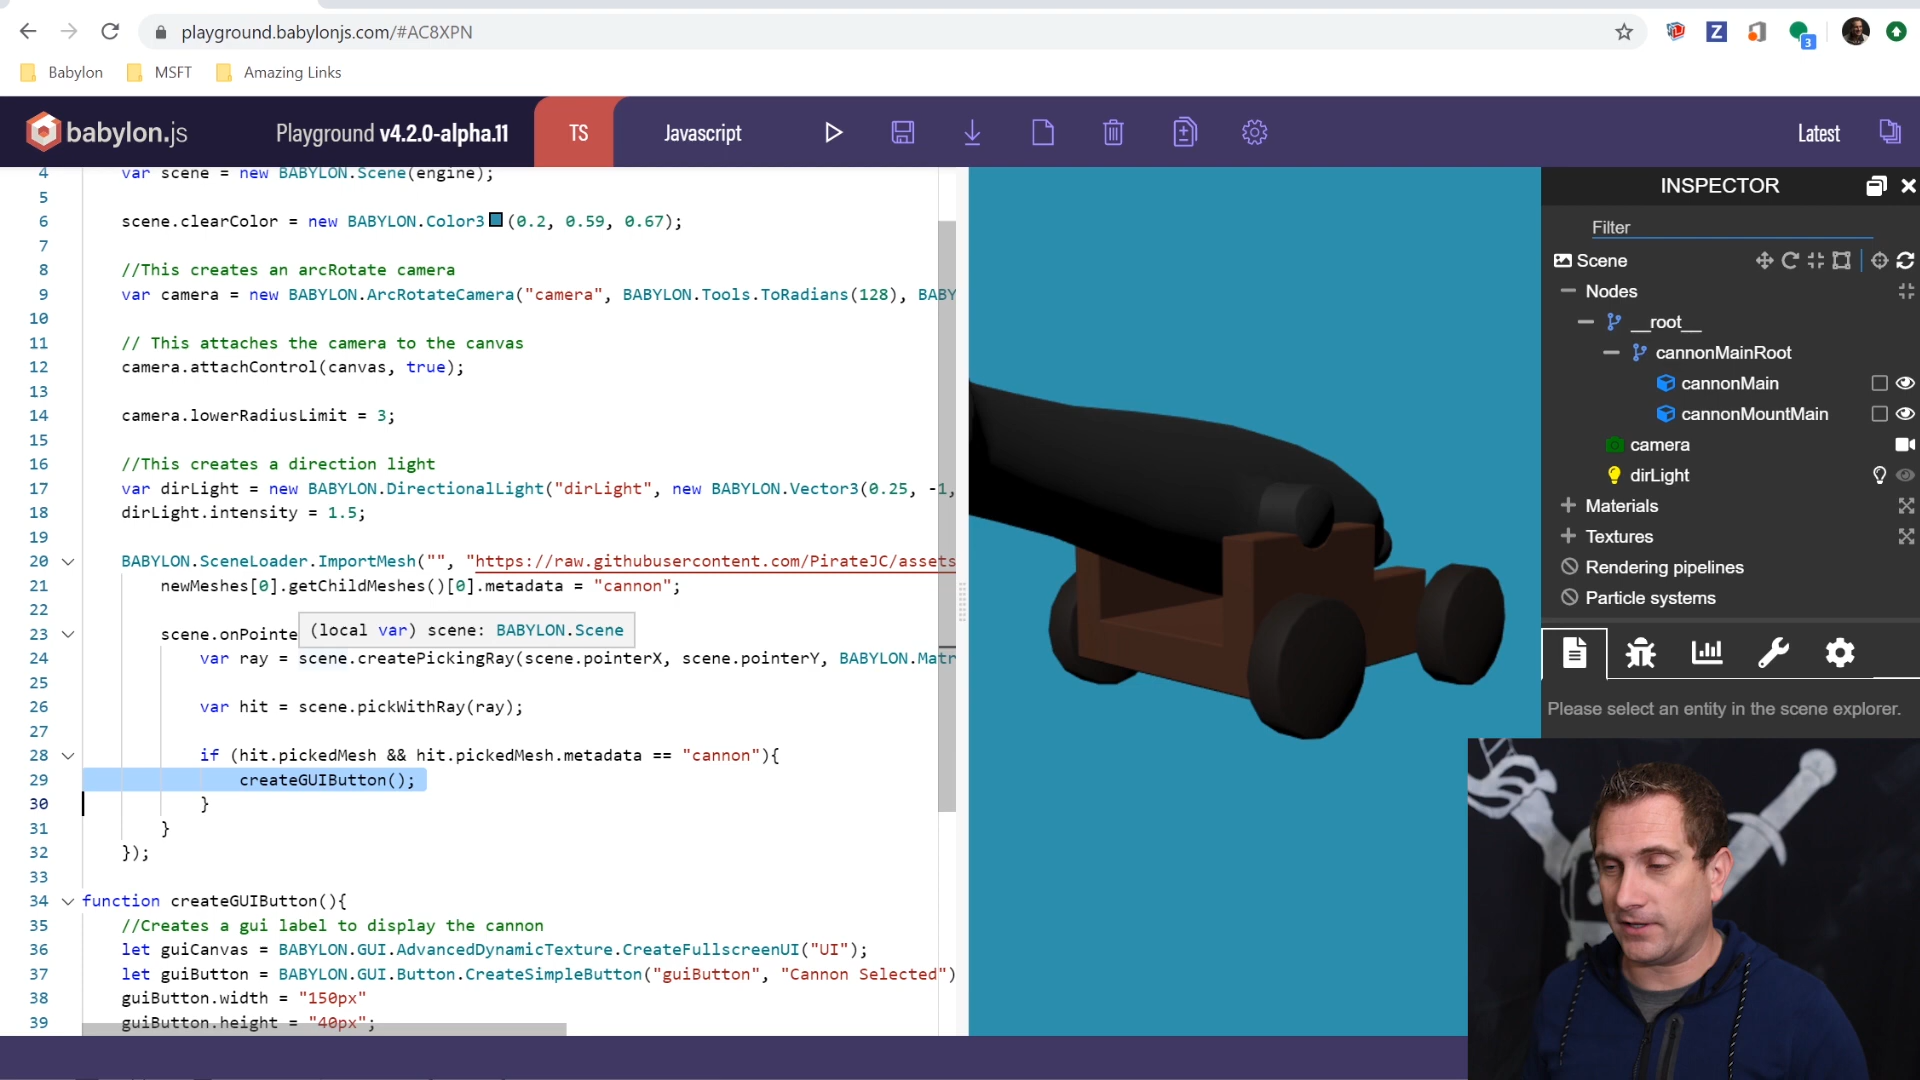 playground.babylonjs.com/#AC8XPN
Z
3
Babylon
MSFT
Amazing Links
babylon.js
Playground v4.2.0-alpha.11
TS
Javascript
Latest
4 var scene = new BABYLON.Scene(engine);
5
6 scene.clearColor = new BABYLON.Color3(0.2, 0.59, 0.67);
7
8 //This creates an arcRotate camera
9 var camera = new BABYLON.ArcRotateCamera("camera", BABYLON.Tools.ToRadians(128), BABY
10
11 // This attaches the camera to the canvas
12 camera.attachControl(canvas, true);
13
14 camera.lowerRadiusLimit = 3;
15
16 //This creates a direction light
17 var dirLight = new BABYLON.DirectionalLight("dirLight", new BABYLON.Vector3(0.25, -1,
18 dirLight.intensity = 1.5;
19
20 BABYLON.SceneLoader.ImportMesh("", "https://raw.githubusercontent.com/PirateJC/assets
21 newMeshes[0].getChildMeshes()[0].metadata = "cannon";
22
23 scene.onPointe
(local var) scene: BABYLON.Scene
24 var ray = scene.createPickingRay(scene.pointerX, scene.pointerY, BABYLON.Matr
25
26 var hit = scene.pickWithRay(ray);
27
28 if (hit.pickedMesh && hit.pickedMesh.metadata == "cannon"){
29 createGUIButton();
30 }
31 }
32 });
33
34 function createGUIButton(){
35 //Creates a gui label to display the cannon
36 let guiCanvas = BABYLON.GUI.AdvancedDynamicTexture.CreateFullscreenUI("UI");
37 let guiButton = BABYLON.GUI.Button.CreateSimpleButton("guiButton", "Cannon Selected")
38 guiButton.width = "150px"
39 guiButton.height = "40px";
INSPECTOR
Filter
Scene
Nodes
__root__
cannonMainRoot
cannonMain
cannonMountMain
camera
dirLight
Materials
Textures
Rendering pipelines
Particle systems
Please select an entity in the scene explorer.